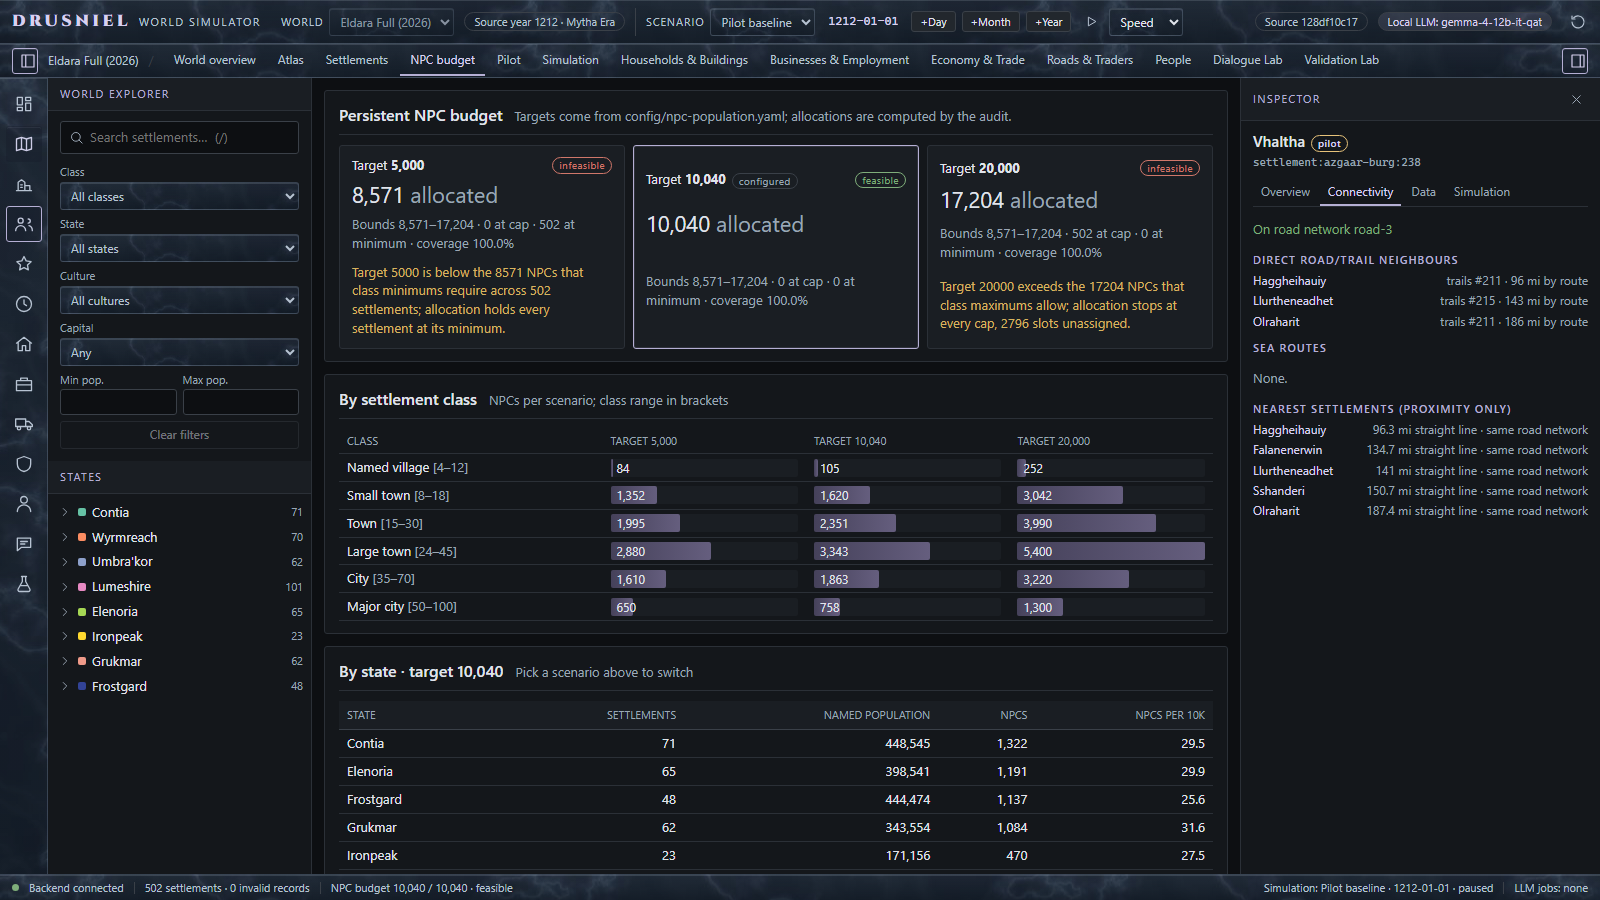 DRUSNIEL WORLD SIMULATOR WORLD Eldara Full (2026) Source year 1212 · Mytha Era SCENARIO Pilot baseline 1212-01-01 +Day +Month +Year Speed Source 128df10c17 Local LLM: gemma-4-12b-it-qat
Eldara Full (2026) / World overview Atlas Settlements NPC budget Pilot Simulation Households & Buildings Businesses & Employment Economy & Trade Roads & Traders People Dialogue Lab Validation Lab
WORLD EXPLORER
Search settlements... (/)
Class
All classes
State
All states
Culture
All cultures
Capital
Any
Min pop. Max pop.
Clear filters
STATES
Contia 71
Wyrmreach 70
Umbra'kor 62
Lumeshire 101
Elenoria 65
Ironpeak 23
Grukmar 62
Frostgard 48
Persistent NPC budget Targets come from config/npc-population.yaml; allocations are computed by the audit.
Target 5,000 infeasible
8,571 allocated
Bounds 8,571–17,204 · 0 at cap · 502 at
minimum · coverage 100.0%
Target 5000 is below the 8571 NPCs that
class minimums require across 502
settlements; allocation holds every
settlement at its minimum.
Target 10,040 configured feasible
10,040 allocated
Bounds 8,571–17,204 · 0 at cap · 0 at
minimum · coverage 100.0%
Target 20,000 infeasible
17,204 allocated
Bounds 8,571–17,204 · 502 at cap · 0 at
minimum · coverage 100.0%
Target 20000 exceeds the 17204 NPCs that
class maximums allow; allocation stops at
every cap, 2796 slots unassigned.
By settlement class NPCs per scenario; class range in brackets
CLASS TARGET 5,000 TARGET 10,040 TARGET 20,000
Named village [4–12] 84 105 252
Small town [8–18] 1,352 1,620 3,042
Town [15–30] 1,995 2,351 3,990
Large town [24–45] 2,880 3,343 5,400
City [35–70] 1,610 1,863 3,220
Major city [50–100] 650 758 1,300
By state · target 10,040 Pick a scenario above to switch
STATE SETTLEMENTS NAMED POPULATION NPCS NPCS PER 10K
Contia 71 448,545 1,322 29.5
Elenoria 65 398,541 1,191 29.9
Frostgard 48 444,474 1,137 25.6
Grukmar 62 343,554 1,084 31.6
Ironpeak 23 171,156 470 27.5
INSPECTOR
Vhaltha pilot
settlement:azgaar-burg:238
Overview Connectivity Data Simulation
On road network road-3
DIRECT ROAD/TRAIL NEIGHBOURS
Haggheihauiy trails #211 · 96 mi by route
Llurtheneadhet trails #215 · 143 mi by route
Olraharit trails #211 · 186 mi by route
SEA ROUTES
None.
NEAREST SETTLEMENTS (PROXIMITY ONLY)
Haggheihauiy 96.3 mi straight line · same road network
Falanenerwin 134.7 mi straight line · same road network
Llurtheneadhet 141 mi straight line · same road network
Sshanderi 150.7 mi straight line · same road network
Olraharit 187.4 mi straight line · same road network
Backend connected 502 settlements · 0 invalid records NPC budget 10,040 / 10,040 · feasible Simulation: Pilot baseline · 1212-01-01 · paused LLM jobs: none